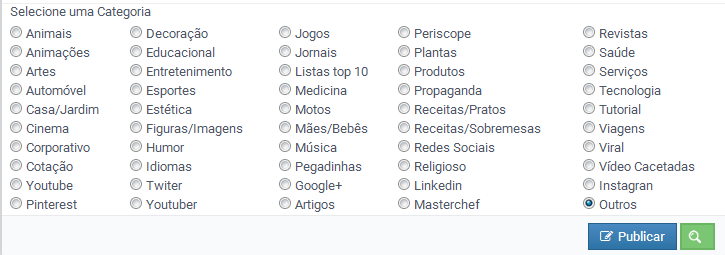 Selecione uma Categoria
Animais Decoração Jogos Periscope Revistas
Animações Educacional Jornais Plantas Saúde
Artes Entretenimento Listas top 10 Produtos Serviços
Automóvel Esportes Medicina Propaganda Tecnologia
Casa/Jardim Estética Motos Receitas/Pratos Tutorial
Cinema Figuras/Imagens Mães/Bebês Receitas/Sobremesas Viagens
Corporativo Humor Música Redes Sociais Viral
Cotação Idiomas Pegadinhas Religioso Vídeo Cacetadas
Youtube Twiter Google+ Linkedin Instagran
Pinterest Youtuber Artigos Masterchef Outros
Publicar